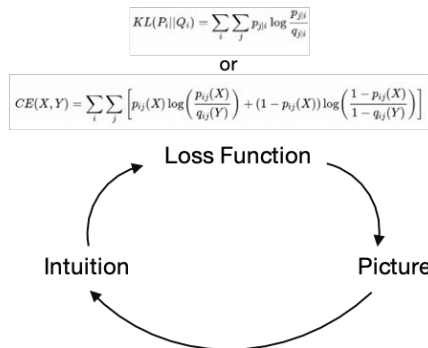 KL(P_i||Q_i) = \sum_i \sum_j p_{j|i} \log \frac{p_{j|i}}{q_{j|i}}
or
CE(X,Y) = \sum_i \sum_j \left[ p_{ij}(X) \log\left( \frac{p_{ij}(X)}{q_{ij}(Y)} \right) + (1 - p_{ij}(X)) \log\left( \frac{1 - p_{ij}(X)}{1 - q_{ij}(Y)} \right) \right]
Loss Function
Intuition Picture